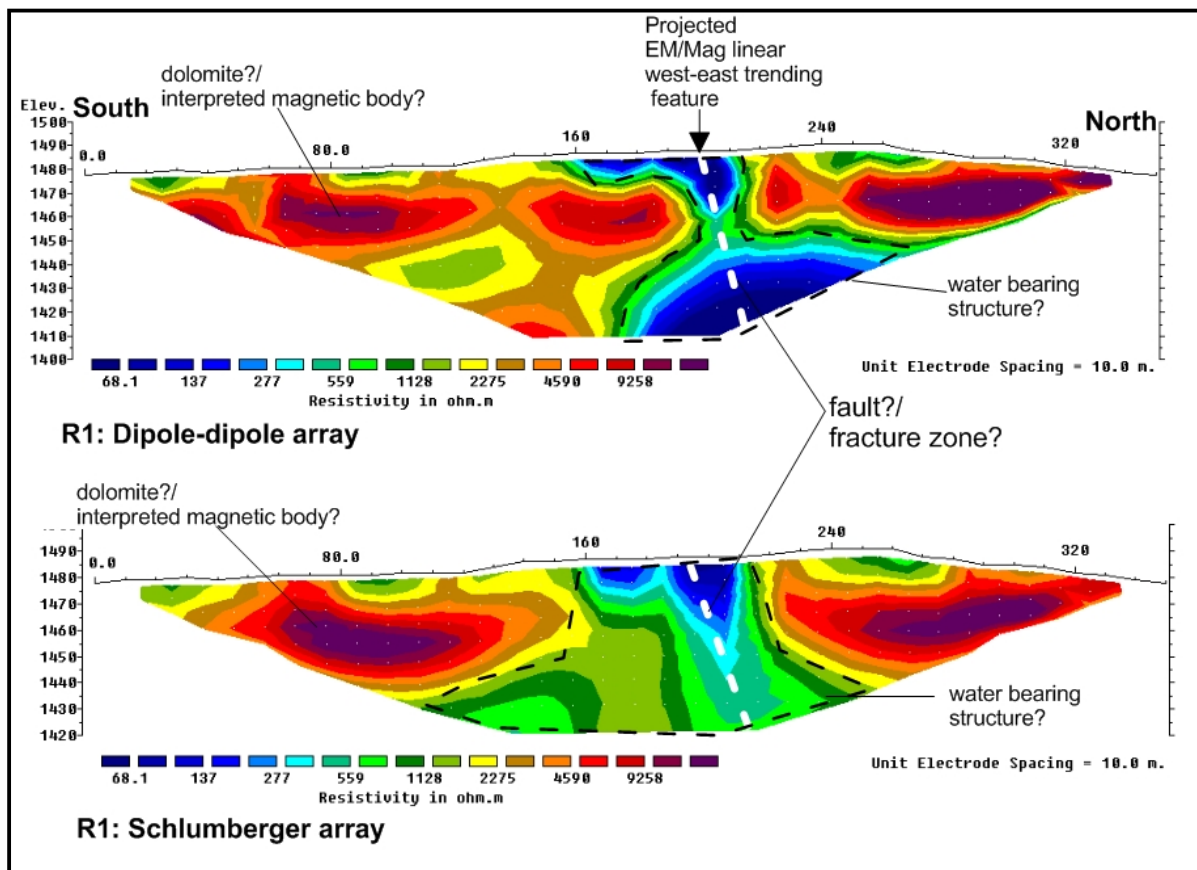 Projected
EM/Mag linear
west-east trending
feature
dolomite?/
interpreted magnetic body?
Elev. South
North
1500
1490
1480
1470
1460
1450
1440
1430
1420
1410
1400
0.0 80.0 160 240 320
water bearing
structure?
68.1 137 277 559 1128 2275 4590 9258
Resistivity in ohm.m
Unit Electrode Spacing = 10.0 m.
R1: Dipole-dipole array
fault?/
fracture zone?
dolomite?/
interpreted magnetic body?
1490
1480
1470
1460
1450
1440
1430
1420
0.0 80.0 160 240 320
water bearing
structure?
68.1 137 277 559 1128 2275 4590 9258
Resistivity in ohm.m
Unit Electrode Spacing = 10.0 m.
R1: Schlumberger array